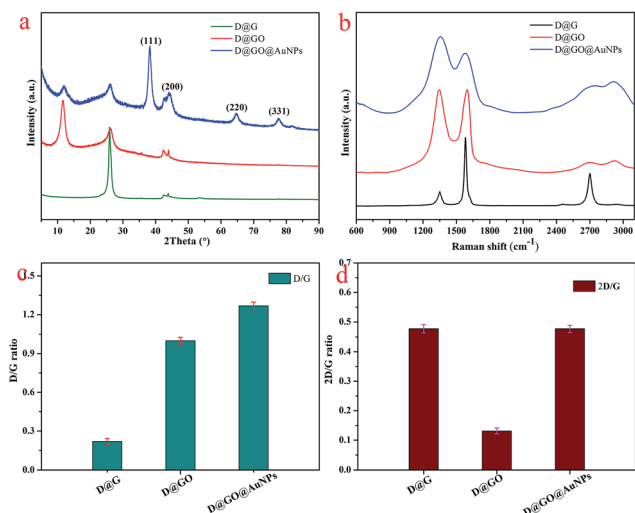 a
D@G
D@GO
D@GO@AuNPs
(111)
(200)
(220)
(331)
Intensity (a.u.)
10 20 30 40 50 60 70 80 90
2Theta (°)
b
D@G
D@GO
D@GO@AuNPs
Intensity (a.u.)
600 900 1200 1500 1800 2100 2400 2700 3000
Raman shift (cm⁻¹)
c
D/G
1.5
1.2
0.9
0.6
0.3
0.0
D/G ratio
D@G
D@GO
D@GO@AuNPs
d
2D/G
0.7
0.6
0.5
0.4
0.3
0.2
0.1
0.0
2D/G ratio
D@G
D@GO
D@GO@AuNPs